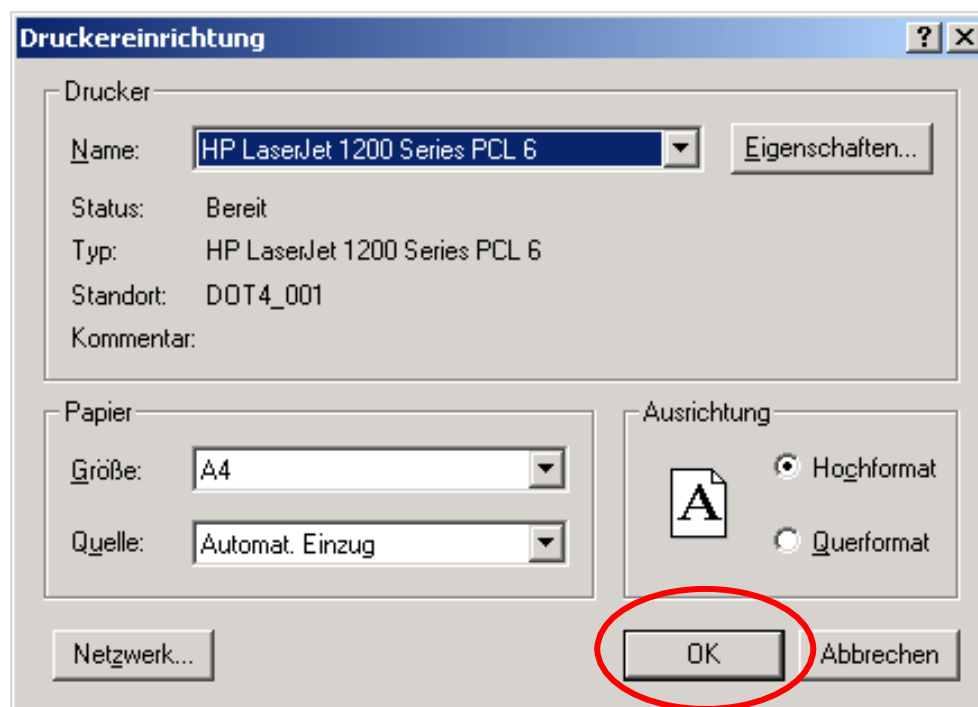 Druckereinrichtung
Drucker
Name: HP LaserJet 1200 Series PCL 6 Eigenschaften...
Status: Bereit
Typ: HP LaserJet 1200 Series PCL 6
Standort: DOT4_001
Kommentar:
Papier
Größe: A4
Quelle: Automat. Einzug
Ausrichtung
A
Hochformat
Querformat
Netzwerk... OK Abbrechen